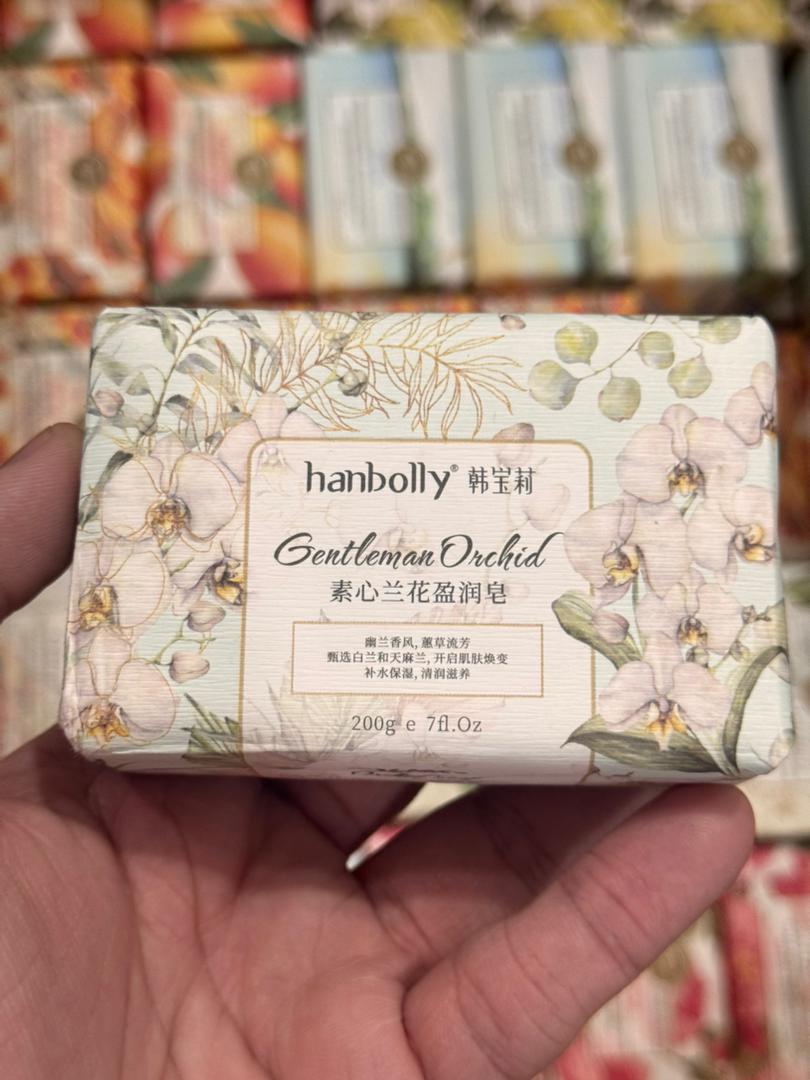 hanbolly® 韩宝莉
Gentleman Orchid
素心兰花盈润皂
幽兰香风, 蕙草流芳
甄选白兰和天麻兰, 开启肌肤焕变
补水保湿, 清润滋养
200g e 7fl.Oz